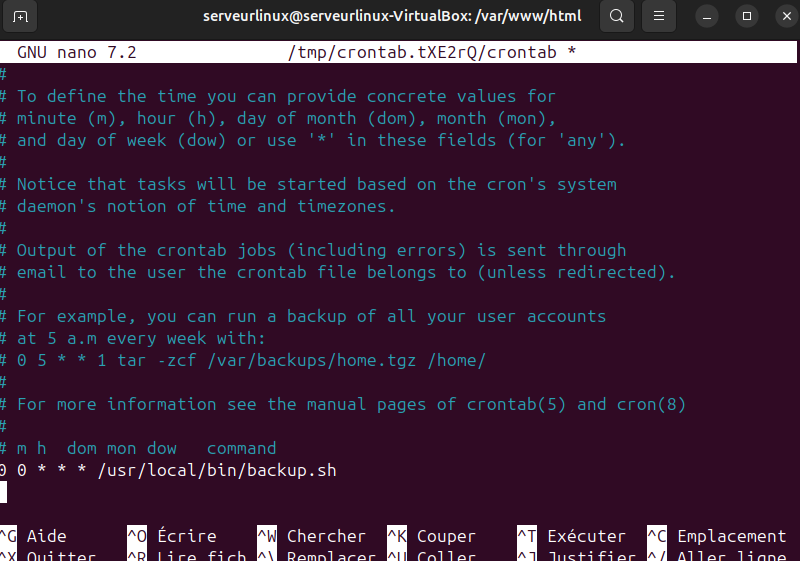 serveurlinux@serveurlinux-VirtualBox: /var/www/html
GNU nano 7.2 /tmp/crontab.tXE2rQ/crontab *
#
# To define the time you can provide concrete values for
# minute (m), hour (h), day of month (dom), month (mon),
# and day of week (dow) or use '*' in these fields (for 'any').
#
# Notice that tasks will be started based on the cron's system
# daemon's notion of time and timezones.
#
# Output of the crontab jobs (including errors) is sent through
# email to the user the crontab file belongs to (unless redirected).
#
# For example, you can run a backup of all your user accounts
# at 5 a.m every week with:
# 0 5 * * 1 tar -zcf /var/backups/home.tgz /home/
#
# For more information see the manual pages of crontab(5) and cron(8)
#
# m h  dom mon dow   command
0 0 * * * /usr/local/bin/backup.sh
^G Aide ^O Écrire ^W Chercher ^K Couper ^T Exécuter ^C Emplacement
^X Quitter ^R Lire fich ^\ Remplacer ^U Coller ^J Justifier ^/ Aller ligne